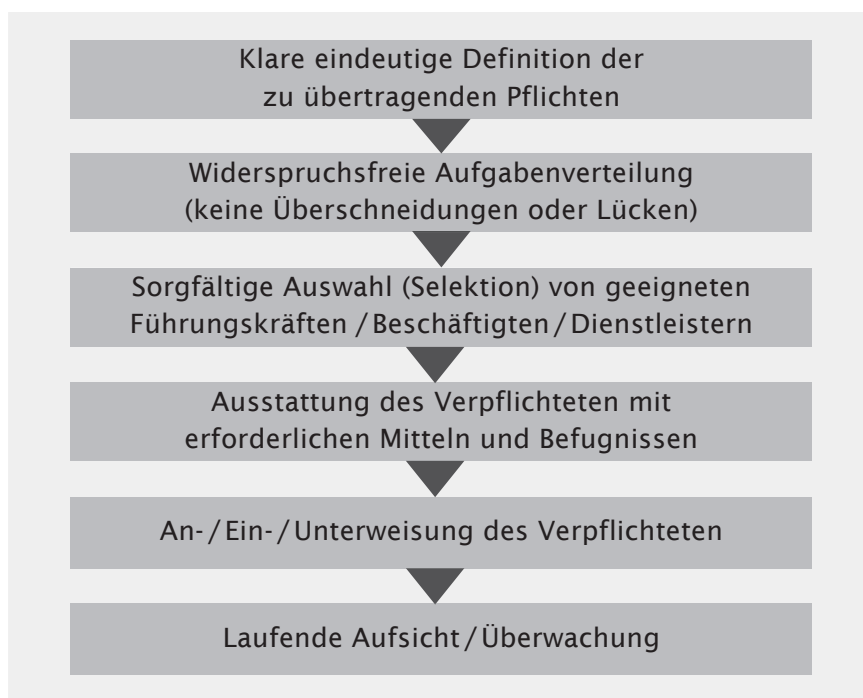 Klare eindeutige Definition der
zu übertragenden Pflichten
Widerspruchsfreie Aufgabenverteilung
(keine Überschneidungen oder Lücken)
Sorgfältige Auswahl (Selektion) von geeigneten
Führungskräften / Beschäftigten / Dienstleistern
Ausstattung des Verpflichteten mit
erforderlichen Mitteln und Befugnissen
An- / Ein- / Unterweisung des Verpflichteten
Laufende Aufsicht / Überwachung